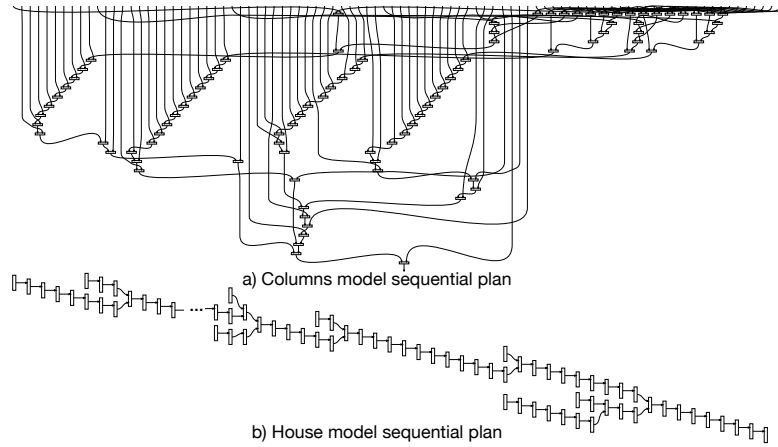 a) Columns model sequential plan
...
b) House model sequential plan